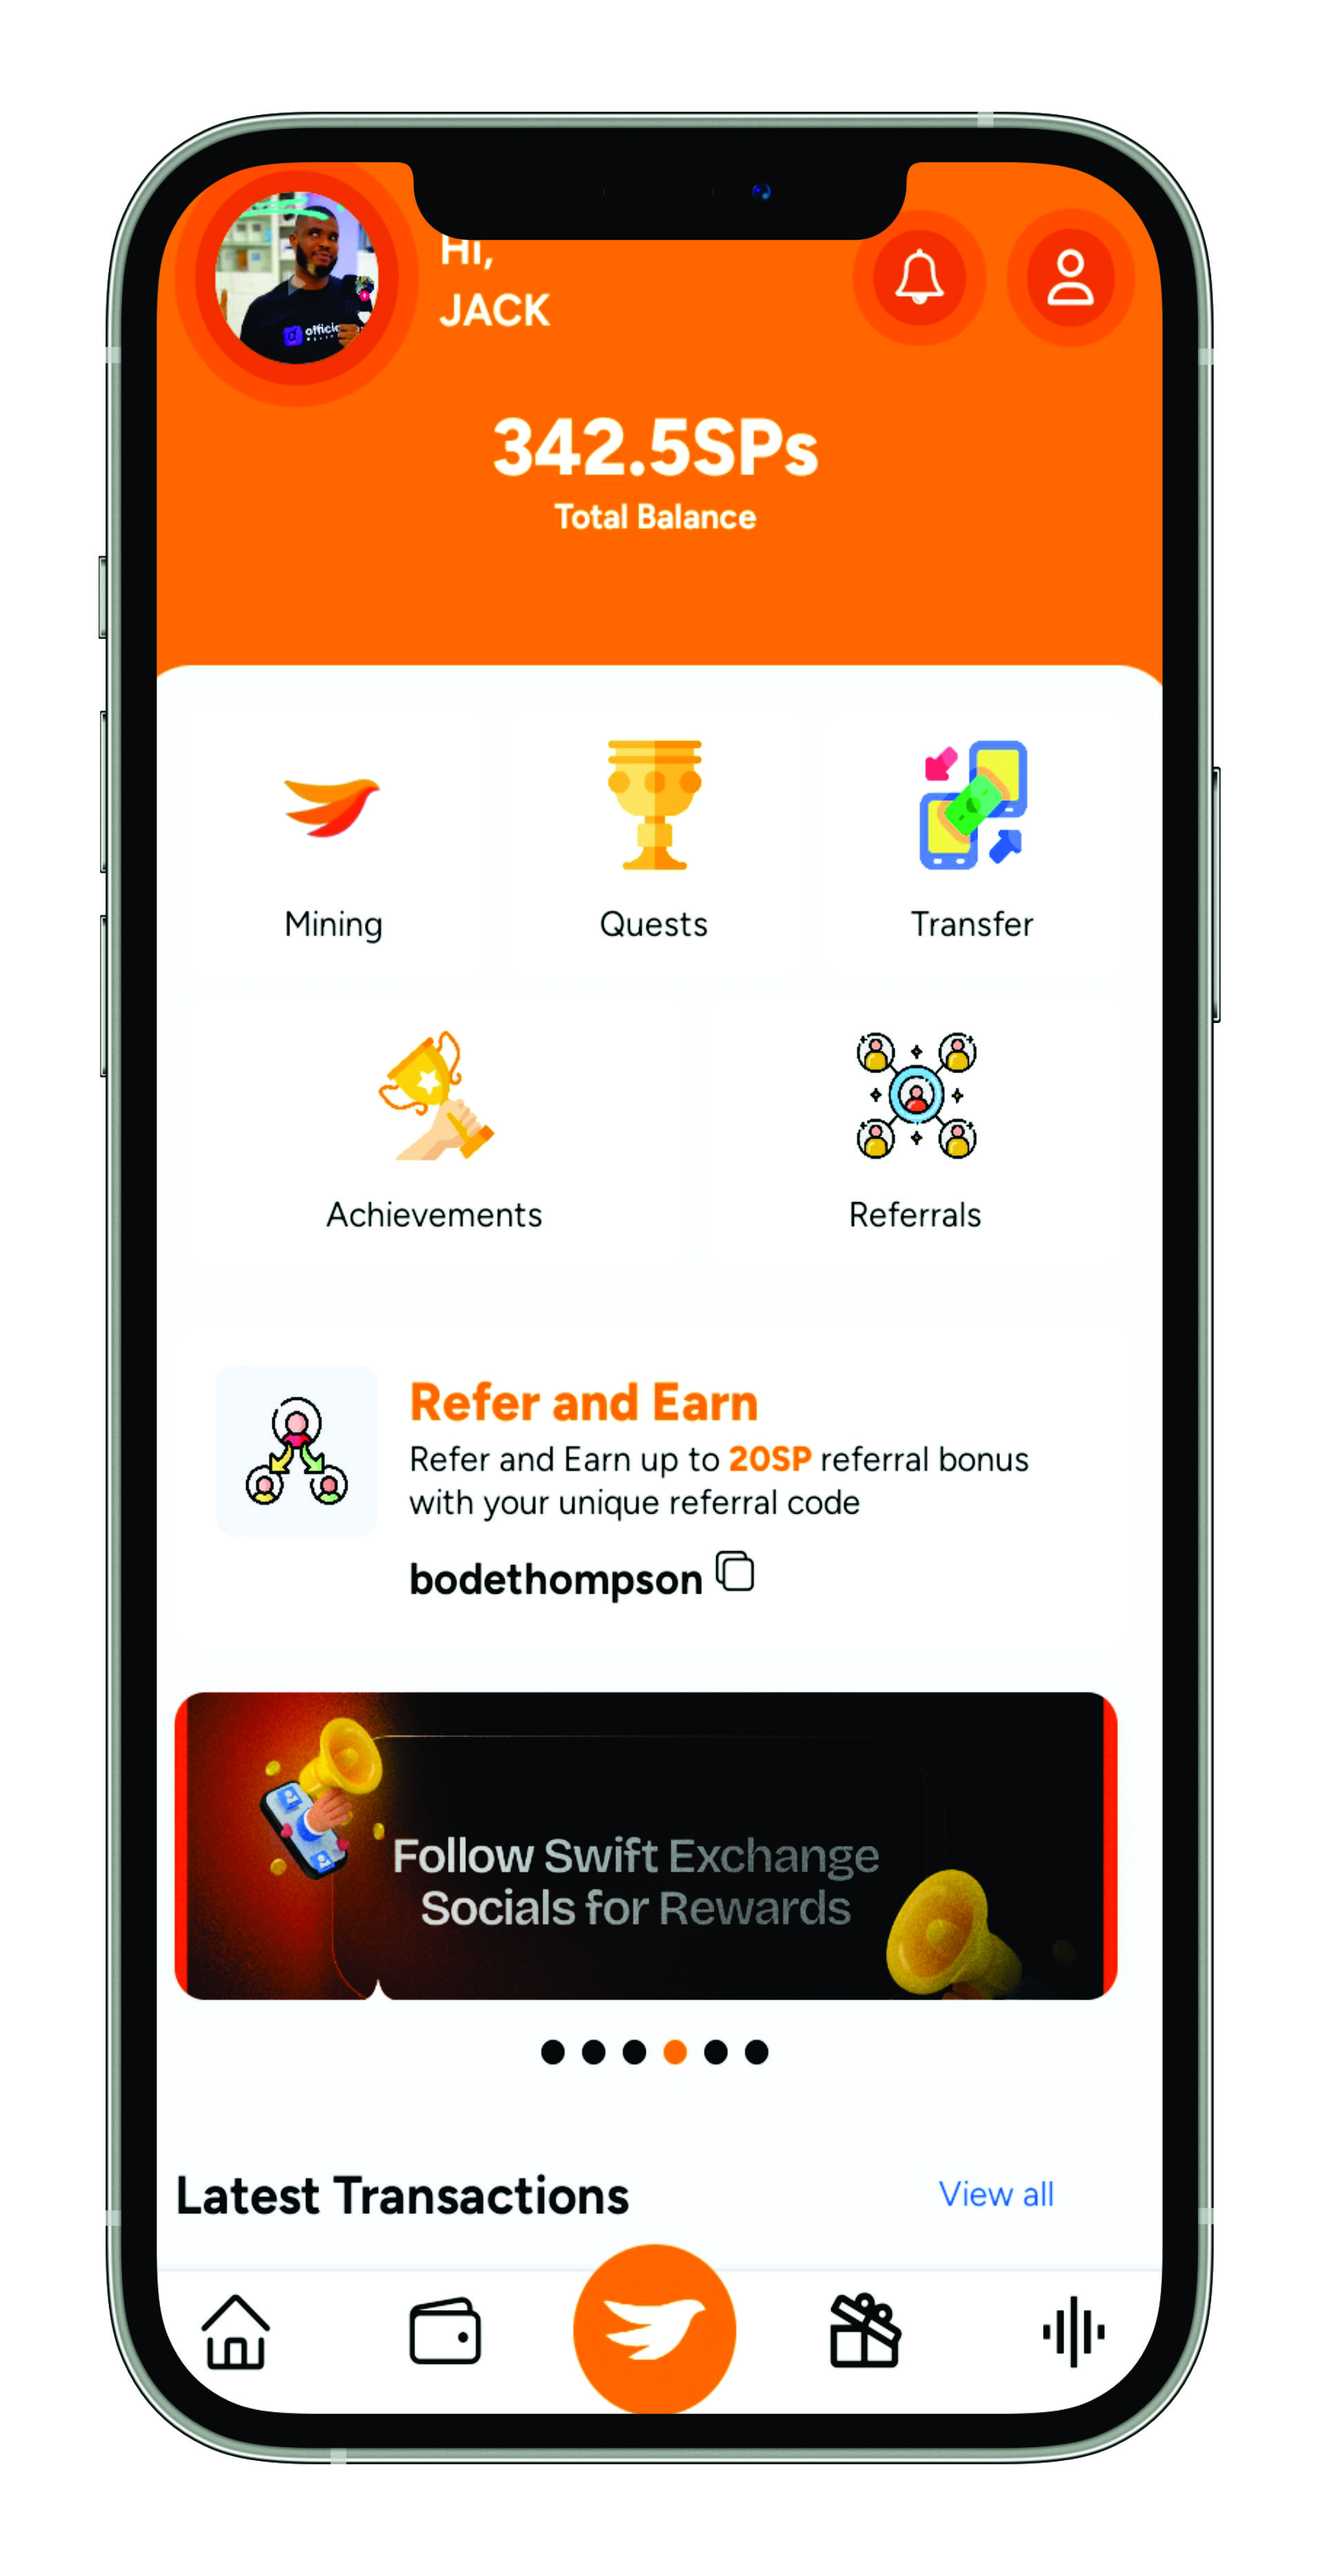 Hi,
JACK
342.5SPs
Total Balance
Mining
Quests
Transfer
Achievements
Referrals
Refer and Earn
Refer and Earn up to 20SP referral bonus
with your unique referral code
bodethompson
Follow Swift Exchange
Socials for Rewards
Latest Transactions
View all